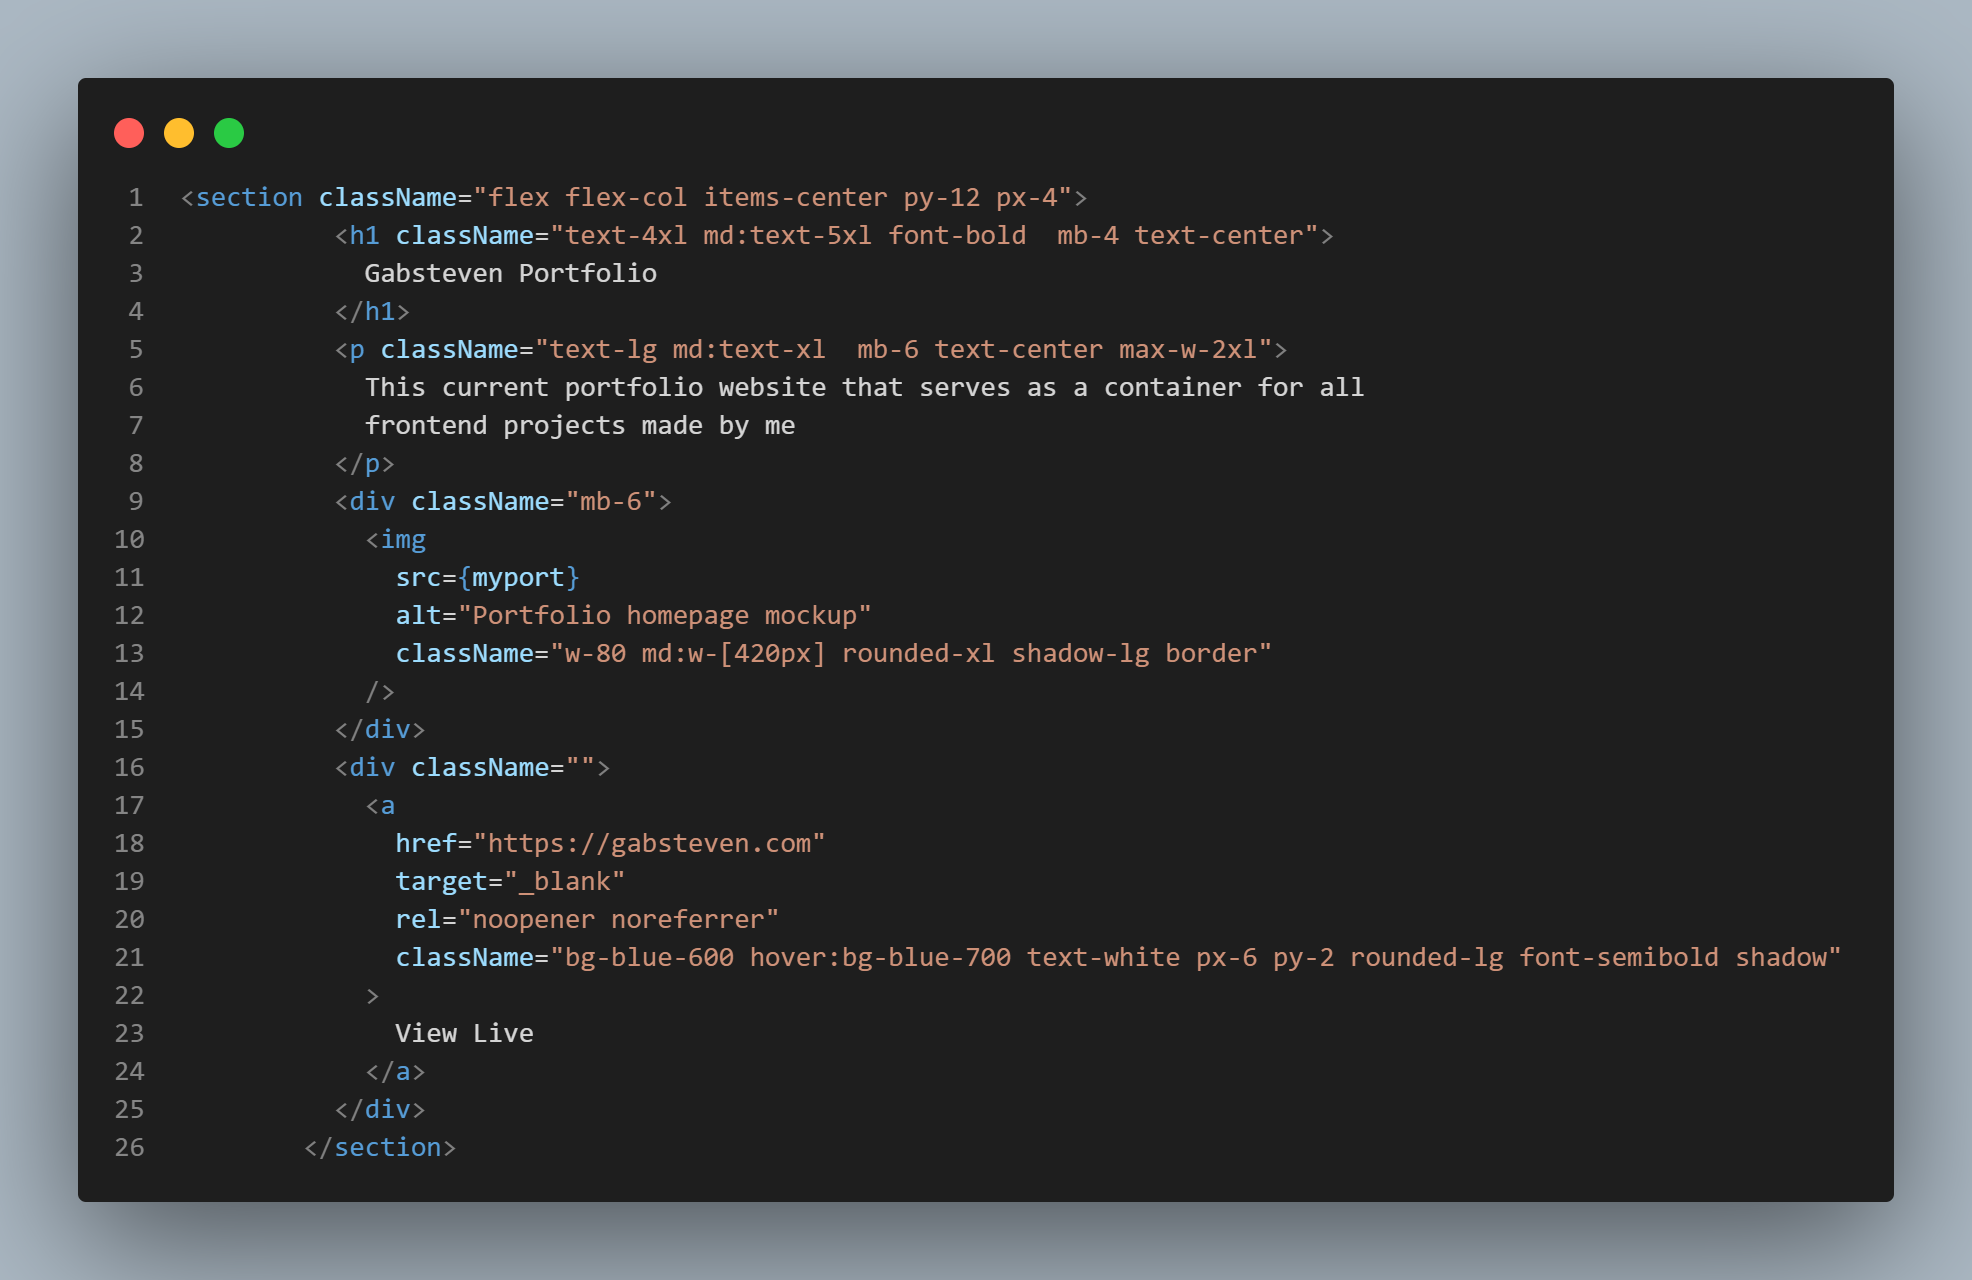 1 <section className="flex flex-col items-center py-12 px-4">
2           <h1 className="text-4xl md:text-5xl font-bold  mb-4 text-center">
3             Gabsteven Portfolio
4           </h1>
5           <p className="text-lg md:text-xl  mb-6 text-center max-w-2xl">
6             This current portfolio website that serves as a container for all
7             frontend projects made by me
8           </p>
9           <div className="mb-6">
10             <img
11               src={myport}
12               alt="Portfolio homepage mockup"
13               className="w-80 md:w-[420px] rounded-xl shadow-lg border"
14             />
15           </div>
16           <div className="">
17             <a
18               href="https://gabsteven.com"
19               target="_blank"
20               rel="noopener noreferrer"
21               className="bg-blue-600 hover:bg-blue-700 text-white px-6 py-2 rounded-lg font-semibold shadow"
22             >
23               View Live
24             </a>
25           </div>
26         </section>